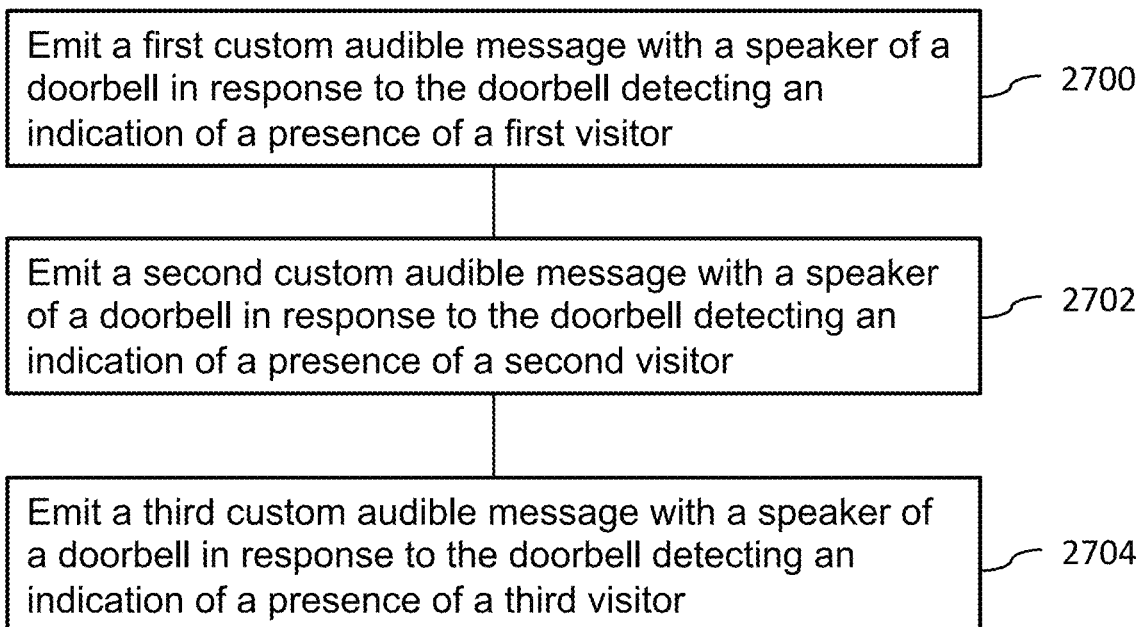 Emit a first custom audible message with a speaker of a
doorbell in response to the doorbell detecting an
indication of a presence of a first visitor
2700
Emit a second custom audible message with a speaker
of a doorbell in response to the doorbell detecting an
indication of a presence of a second visitor
2702
Emit a third custom audible message with a speaker of
a doorbell in response to the doorbell detecting an
indication of a presence of a third visitor
2704